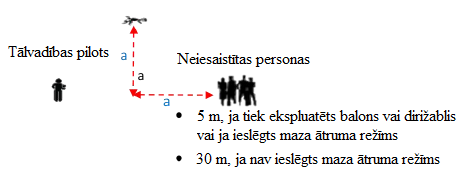 Tālvadības pilots
a
a
Neiesaistītas personas
a
• 5 m, ja tiek ekspluatēts balons vai dirižablis
vai ja ieslēgts maza ātruma režīms
• 30 m, ja nav ieslēgts maza ātruma režīms